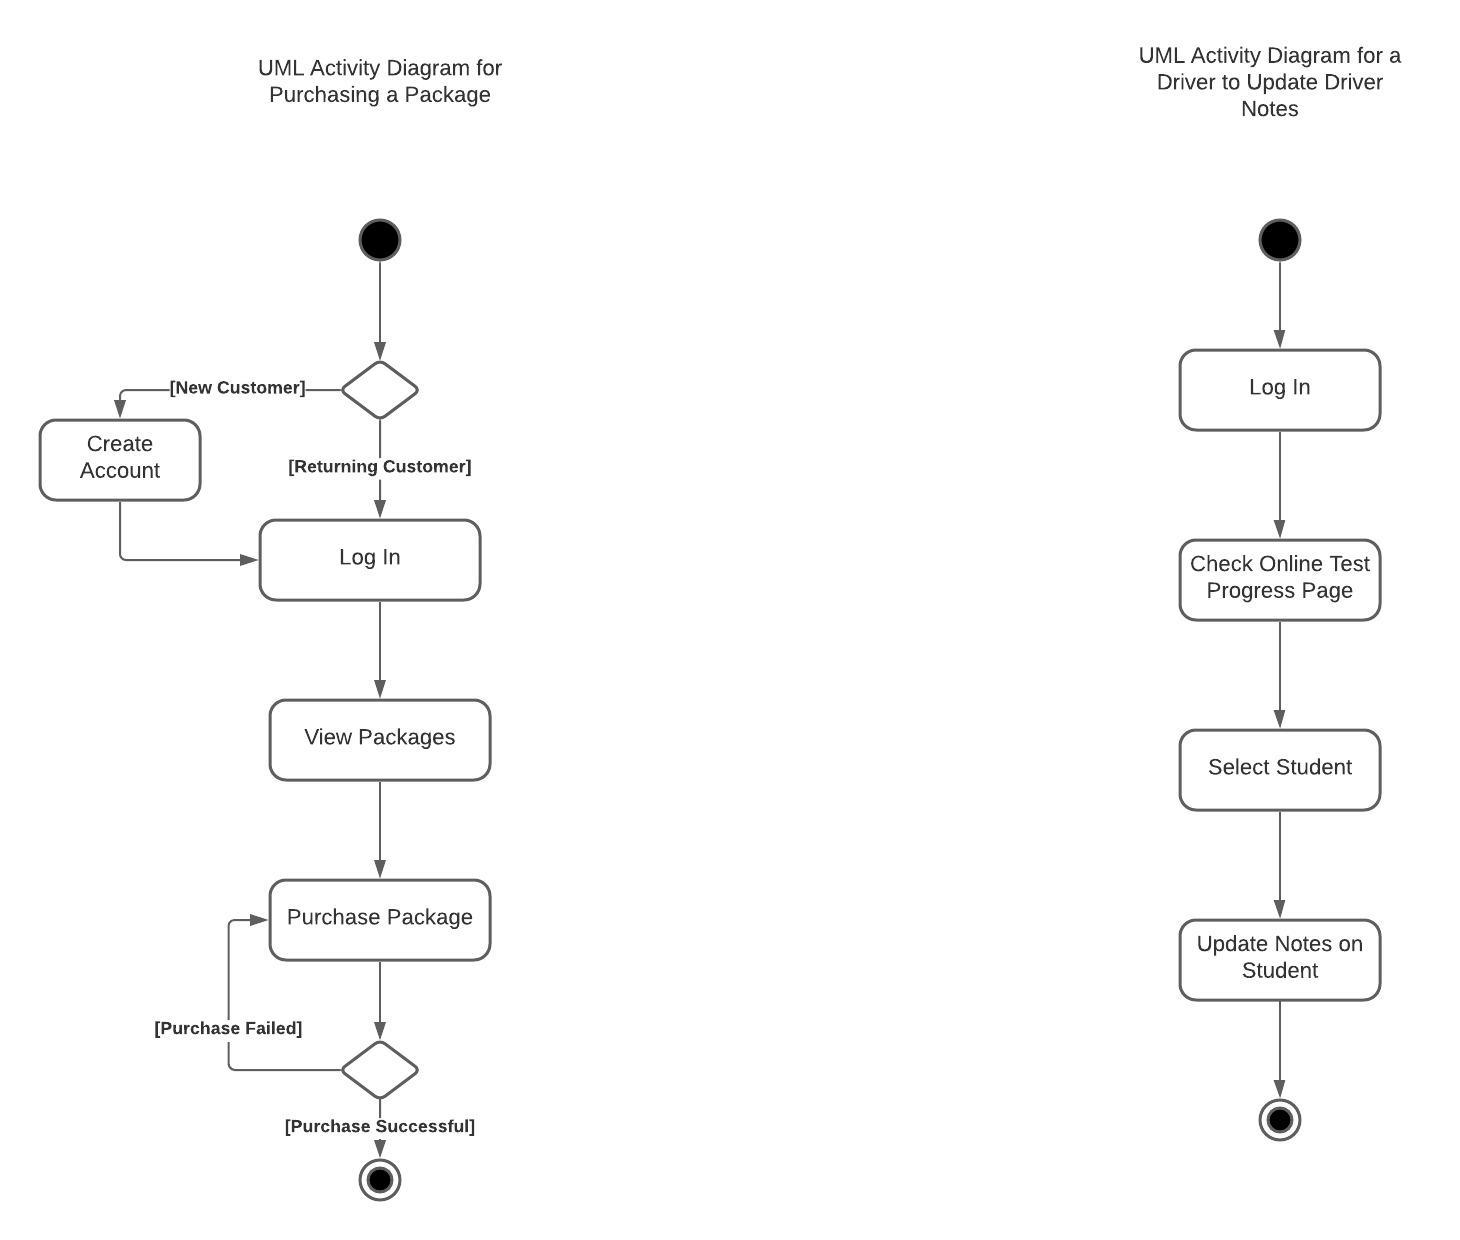 UML Activity Diagram for
Purchasing a Package
[New Customer]
Create
Account
[Returning Customer]
Log In
View Packages
Purchase Package
[Purchase Failed]
[Purchase Successful]
UML Activity Diagram for a
Driver to Update Driver
Notes
Log In
Check Online Test
Progress Page
Select Student
Update Notes on
Student